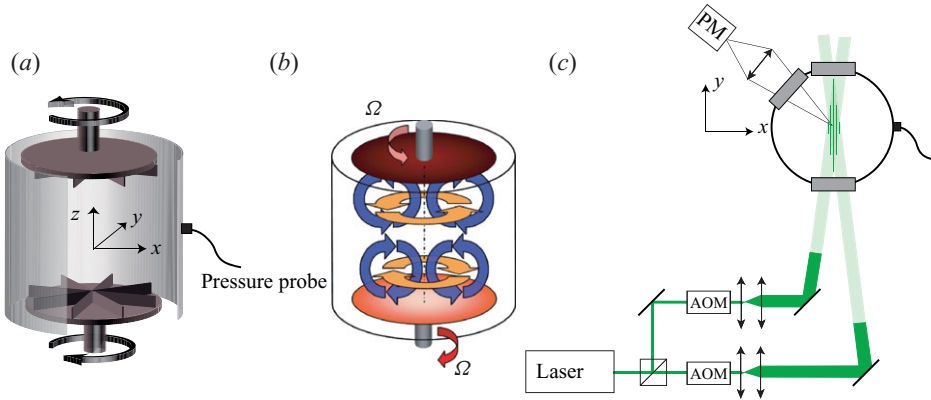 (a)
z
y
x
Pressure probe
(b)
Ω
Ω
(c)
PM
y
x
AOM
Laser
AOM